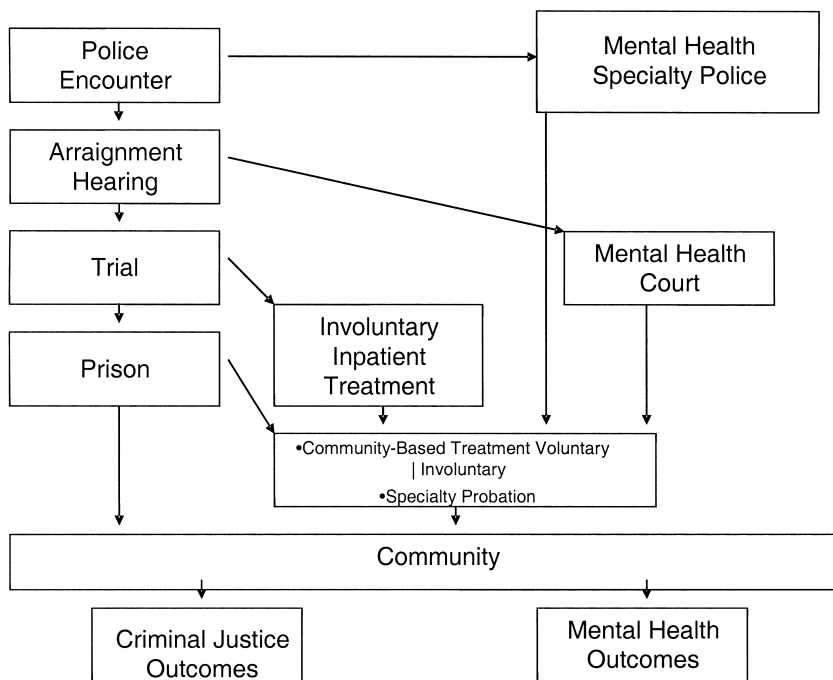 Police
Encounter
Mental Health
Specialty Police
Arraignment
Hearing
Trial
Mental Health
Court
Involuntary
Inpatient
Treatment
Prison
•Community-Based Treatment Voluntary
| Involuntary
•Specialty Probation
Community
Criminal Justice
Outcomes
Mental Health
Outcomes